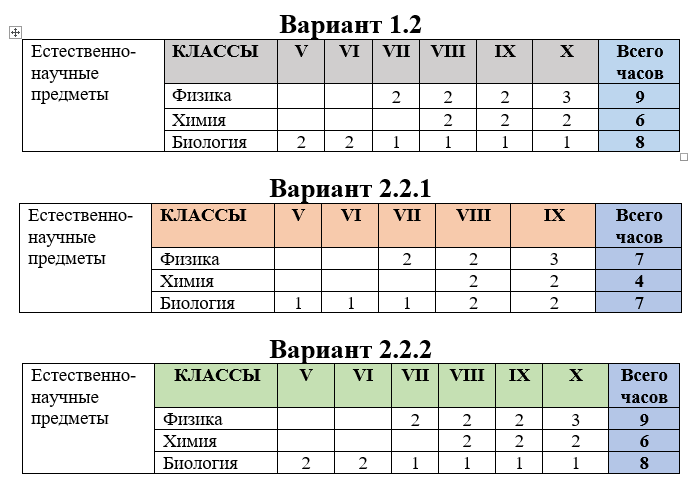 Вариант 1.2
Естественно-научные предметы КЛАССЫ V VI VII VIII IX X Всего часов
Физика 2 2 2 3 9
Химия 2 2 2 6
Биология 2 2 1 1 1 1 8
Вариант 2.2.1
Естественно-научные предметы КЛАССЫ V VI VII VIII IX Всего часов
Физика 2 2 3 7
Химия 2 2 4
Биология 1 1 1 2 2 7
Вариант 2.2.2
Естественно-научные предметы КЛАССЫ V VI VII VIII IX X Всего часов
Физика 2 2 2 3 9
Химия 2 2 2 6
Биология 2 2 1 1 1 1 8